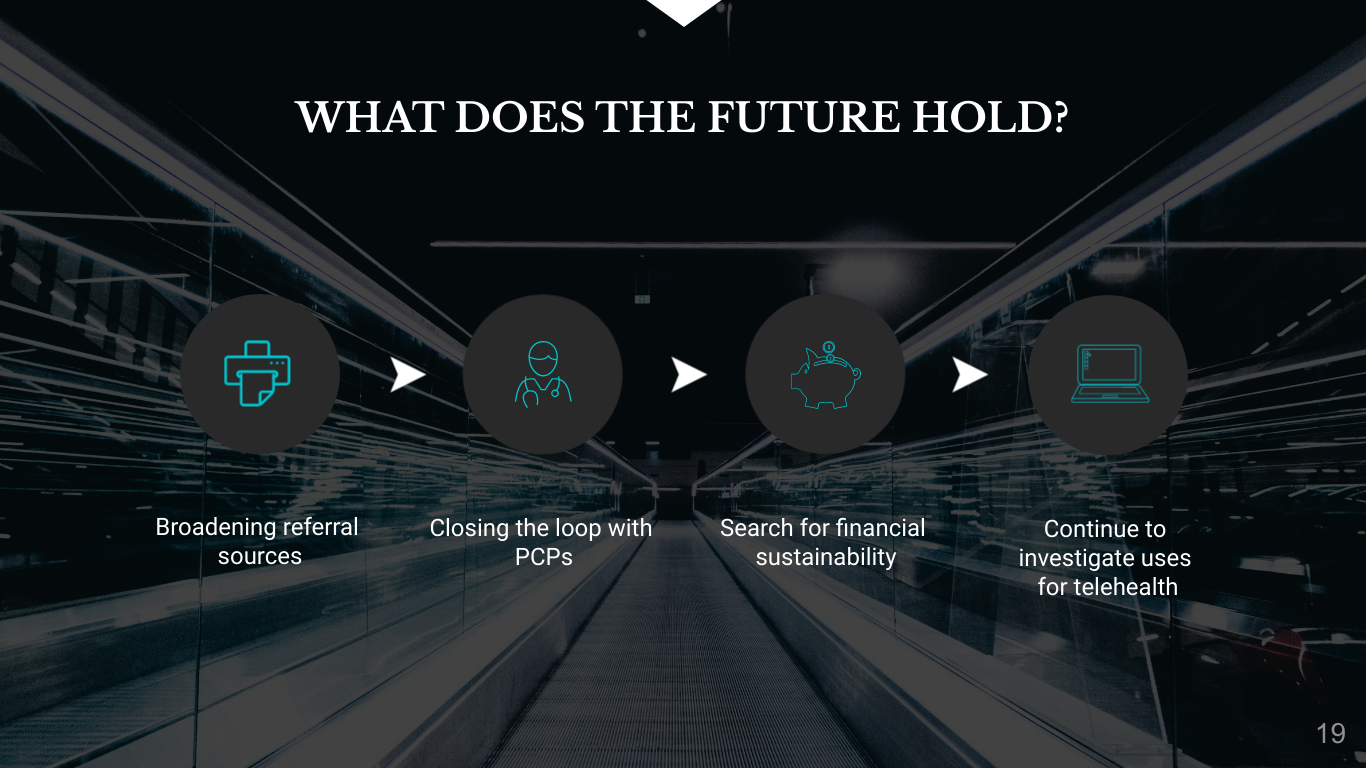 WHAT DOES THE FUTURE HOLD?
Broadening referral
sources
Closing the loop with
PCPs
Search for financial
sustainability
Continue to
investigate uses
for telehealth
19